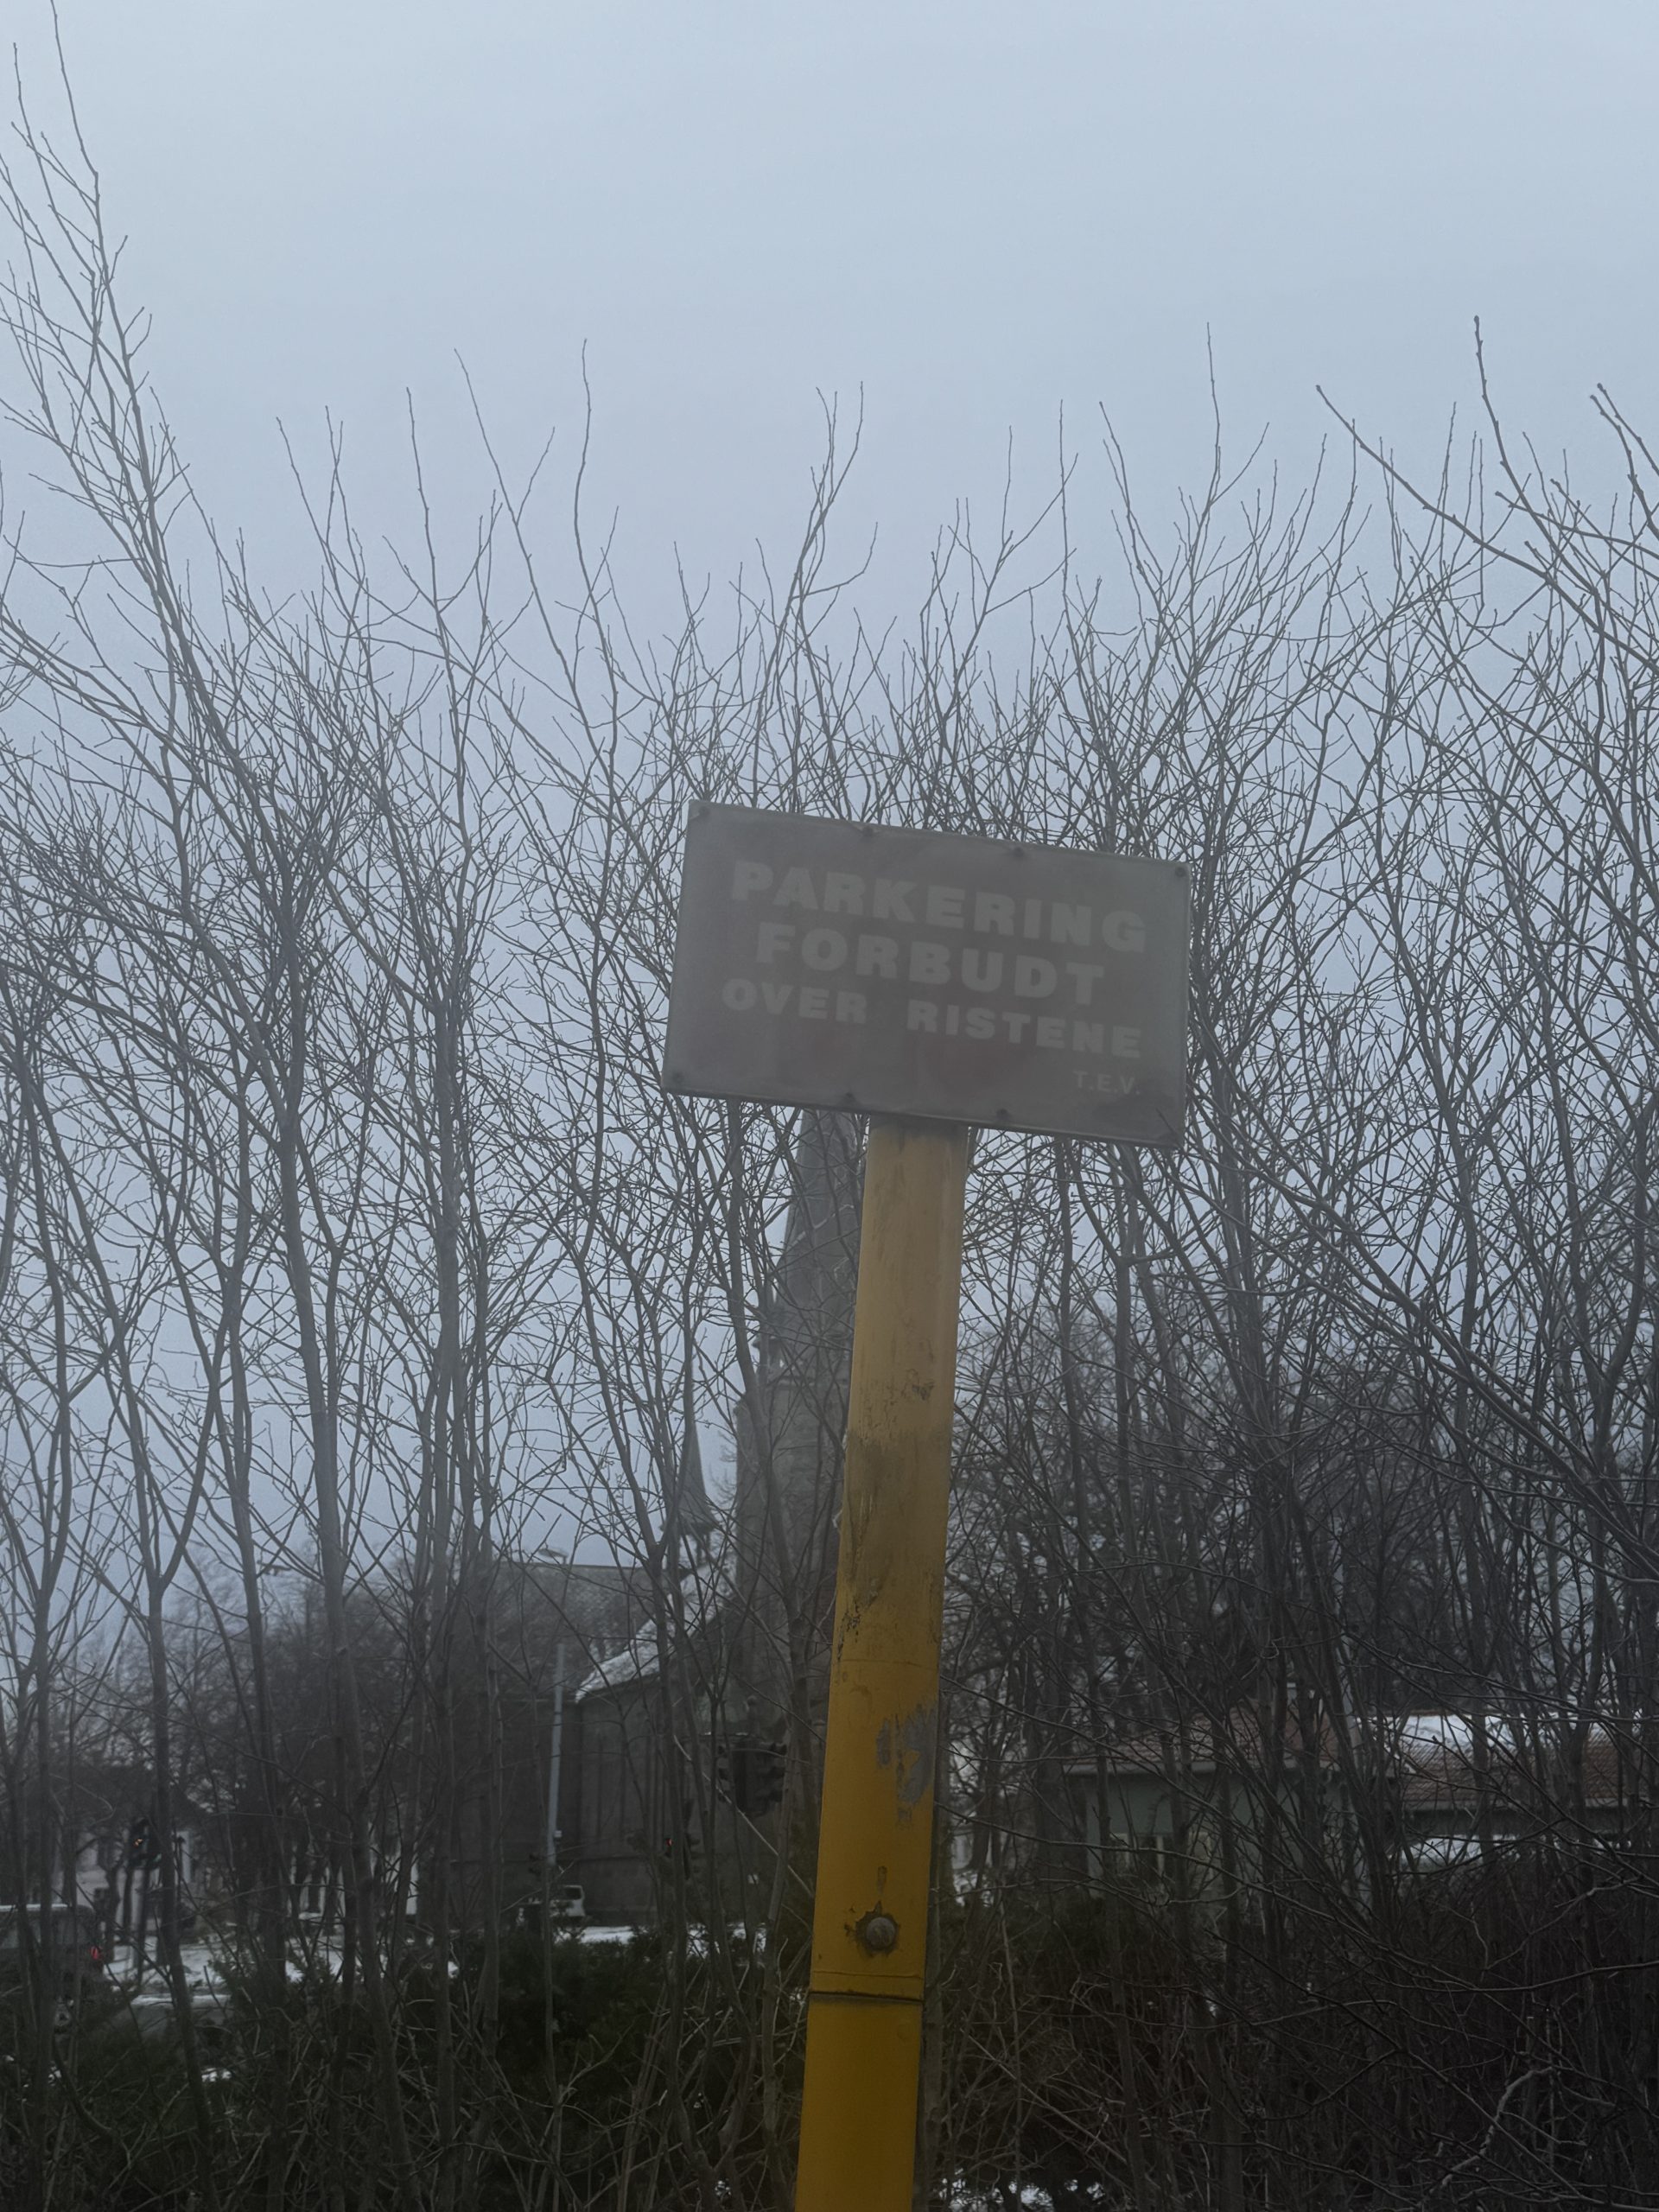 PARKERING
FORBUDT
OVER RISTENE
T.E.V.